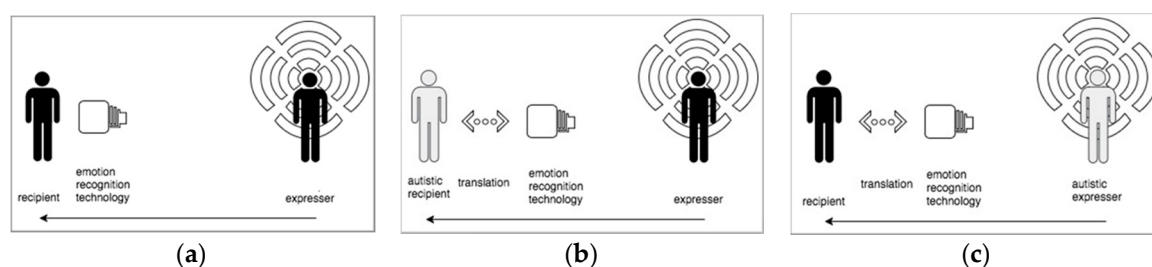 recipient
emotion
recognition
technology
expresser
(a)
autistic
recipient
translation
emotion
recognition
technology
expresser
(b)
recipient
translation
emotion
recognition
technology
autistic
expresser
(c)